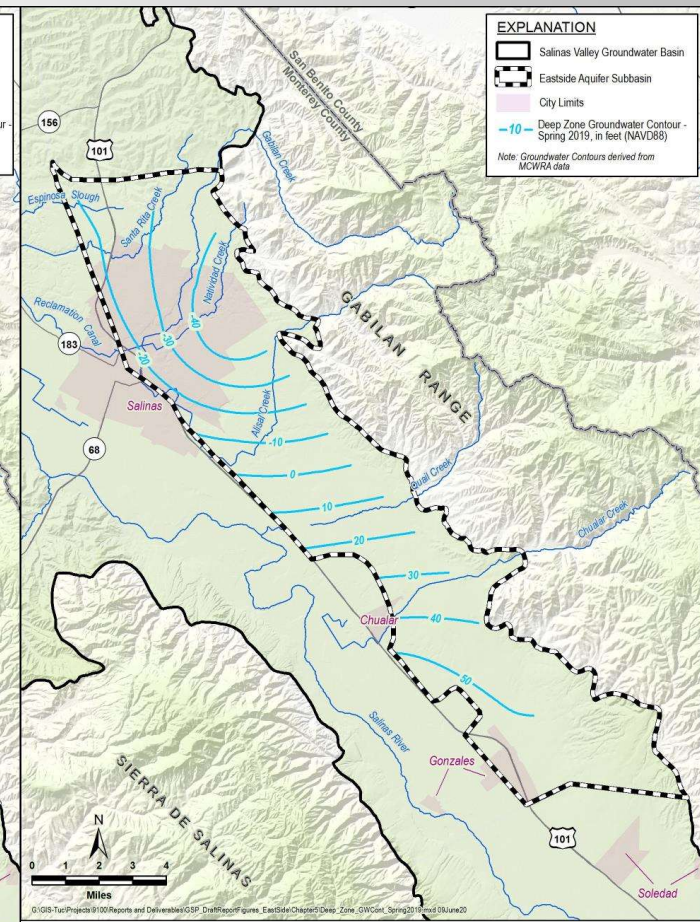 EXPLANATION
Salinas Valley Groundwater Basin
Eastside Aquifer Subbasin
City Limits
-10
Deep Zone Groundwater Contour -
Spring 2019, in feet (NAVD88)
Note: Groundwater Contours derived from
MCWRA data
ur -
San Benito County
Monterey County
156
101
Gabilan Creek
Espinosa Slough
Santa Rita Creek
Natividad Creek
GABILAN RANGE
Reclamation Canal
183
-40
-30
-20
Salinas
Alisal Creek
68
-10
0
Quail Creek
10
Chualar Creek
20
30
Chualar
40
50
Salinas River
Gonzales
SIERRA DE SALINAS
101
Soledad
N
0 1 2 3 4
Miles
G:\GIS-Tuc\Projects\9100\Reports and Deliverables\GSP_DraftReportFigures_EastSide\Chapter5\Deep_Zone_GWCont_Spring2019.mxd 09June20